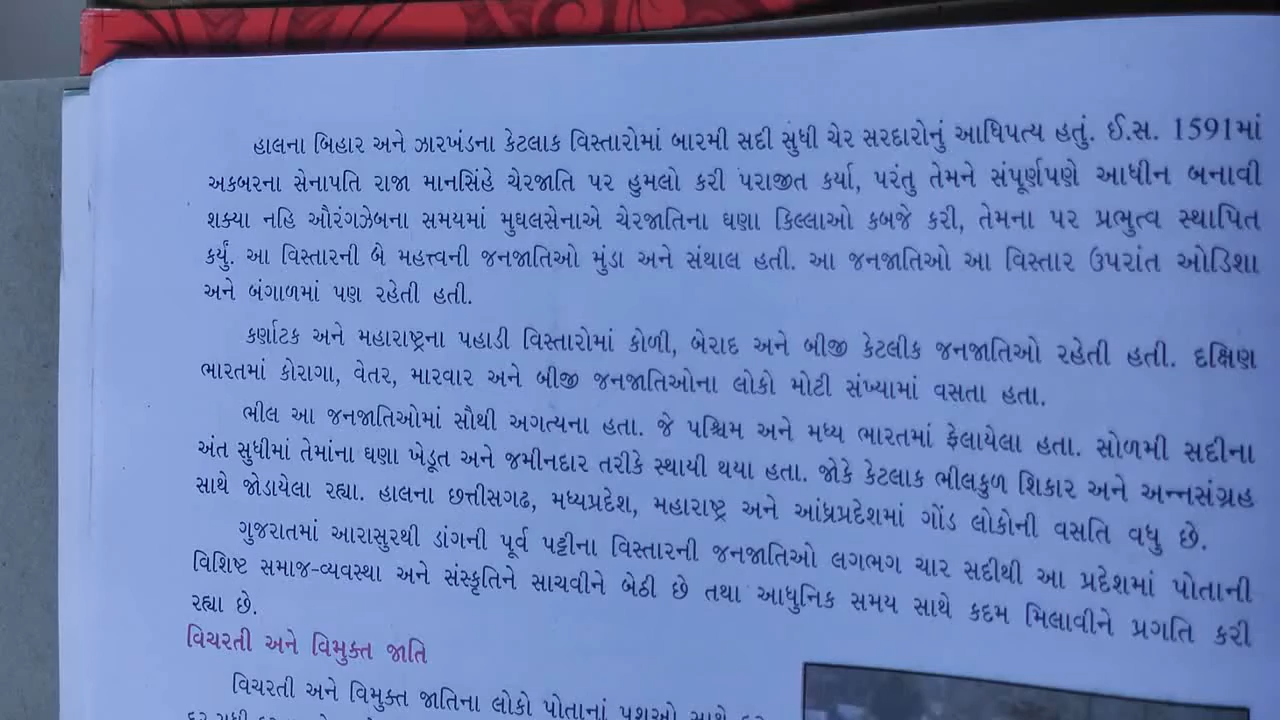 હાલના બિહાર અને ઝારખંડના કેટલાક વિસ્તારોમાં બારમી સદી સુધી ચેર સરદારોનું આધિપત્ય હતું. ઈ.સ. 1591માં
અકબરના સેનાપતિ રાજા માનસિંહે ચેરજાતિ પર હુમલો કરી પરાજીત કર્યા, પરંતુ તેમને સંપૂર્ણપણે આધીન બનાવી
શક્યા નહિ ઔરંગઝેબના સમયમાં મુઘલસેનાએ ચેરજાતિના ઘણા કિલ્લાઓ કબજે કરી, તેમના પર પ્રભુત્વ સ્થાપિત
કર્યું. આ વિસ્તારની બે મહત્ત્વની જનજાતિઓ મુંડા અને સંથાલ હતી. આ જનજાતિઓ આ વિસ્તાર ઉપરાંત ઓડિશા
અને બંગાળમાં પણ રહેતી હતી.
કર્ણાટક અને મહારાષ્ટ્રના પહાડી વિસ્તારોમાં કોળી, બેરાદ અને બીજી કેટલીક જનજાતિઓ રહેતી હતી. દક્ષિણ
ભારતમાં કોરાગા, વેતર, મારવાર અને બીજી જનજાતિઓના લોકો મોટી સંખ્યામાં વસતા હતા.
ભીલ આ જનજાતિઓમાં સૌથી અગત્યના હતા. જે પશ્ચિમ અને મધ્ય ભારતમાં ફેલાયેલા હતા. સોળમી સદીના
અંત સુધીમાં તેમાંના ઘણા ખેડૂત અને જમીનદાર તરીકે સ્થાયી થયા હતા. જોકે કેટલાક ભીલકુળ શિકાર અને અન્નસંગ્રહ
સાથે જોડાયેલા રહ્યા. હાલના છત્તીસગઢ, મધ્યપ્રદેશ, મહારાષ્ટ્ર અને આંધ્રપ્રદેશમાં ગોંડ લોકોની વસતિ વધુ છે.
ગુજરાતમાં આરાસુરથી ડાંગની પૂર્વ પટ્ટીના વિસ્તારની જનજાતિઓ લગભગ ચાર સદીથી આ પ્રદેશમાં પોતાની
વિશિષ્ટ સમાજ-વ્યવસ્થા અને સંસ્કૃતિને સાચવીને બેઠી છે તથા આધુનિક સમય સાથે કદમ મિલાવીને પ્રગતિ કરી
રહ્યા છે.
વિચરતી અને વિમુક્ત જાતિ
વિચરતી અને વિમુક્ત જાતિના લોકો પોતાનાં પશુઓ સાથે